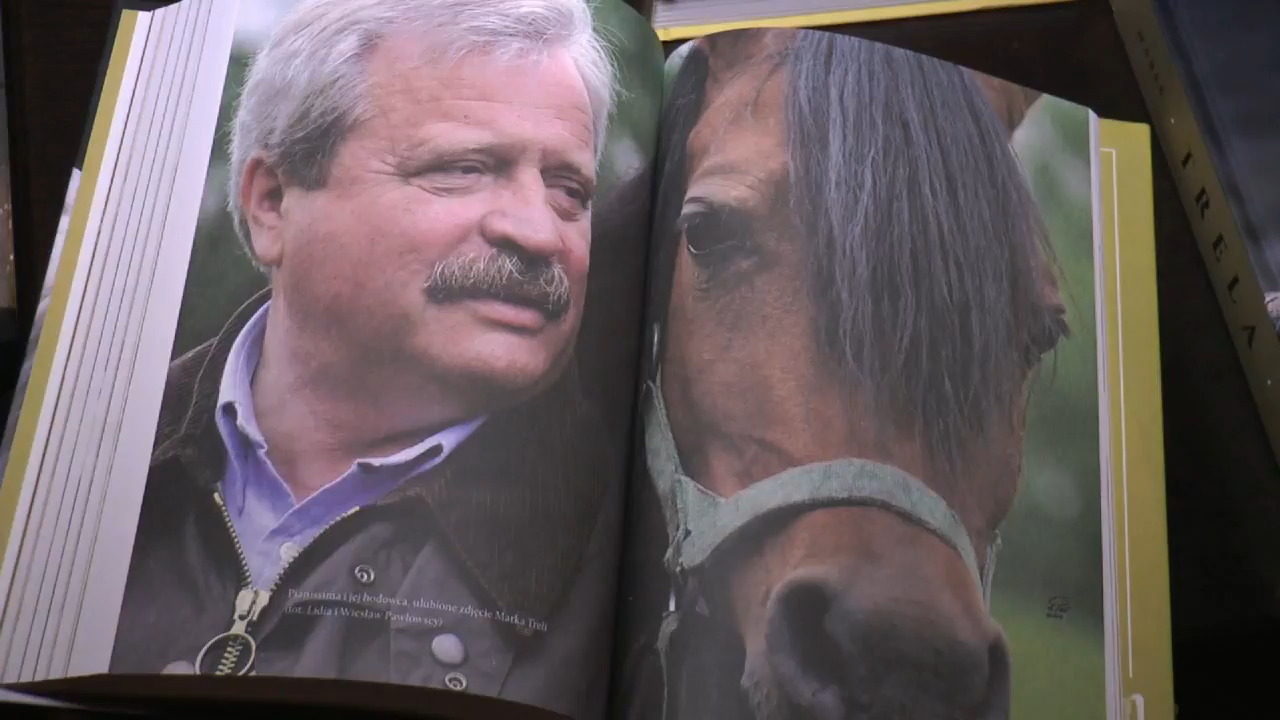 Pianissima i jej hodowca, ulubione zdjęcie Marka Treli
(fot. Lidia i Wiesław Pawłowscy)
TRELA